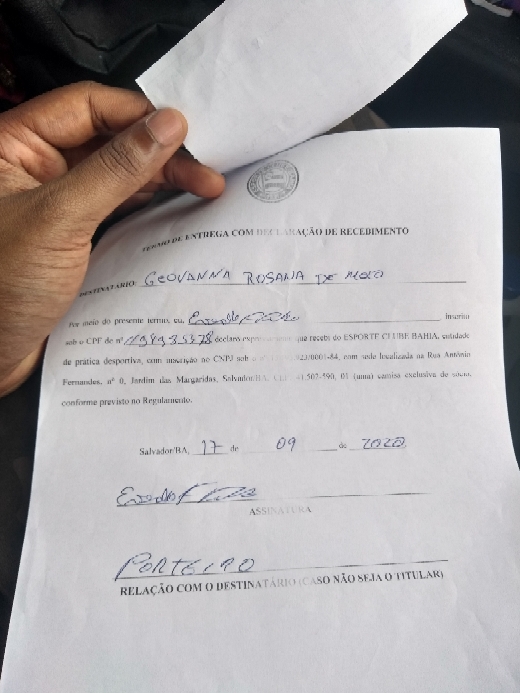 TERMO DE ENTREGA COM DECLARAÇÃO DE RECEDIMENTO
DESTINATÁRIO: GEOVANNA ROSANA DE MELO
Por meio do presente termo, eu, inscrito
sob o CPF de nº declaro expressamente que recebi do ESPORTE CLUBE BAHIA, entidade
de prática desportiva, com inscrição no CNPJ sob o nº /0001-84, com sede localizada na Rua Antônio
Fernandes, nº 0, Jardim das Margaridas, Salvador/BA, CEP 41.507-590, 01 (uma) camisa exclusiva de sócio,
conforme previsto no Regulamento.
Salvador/BA, 17 de 09 de 2020
ASSINATURA
PORTEIRO
RELAÇÃO COM O DESTINATÁRIO (CASO NÃO SEJA O TITULAR)